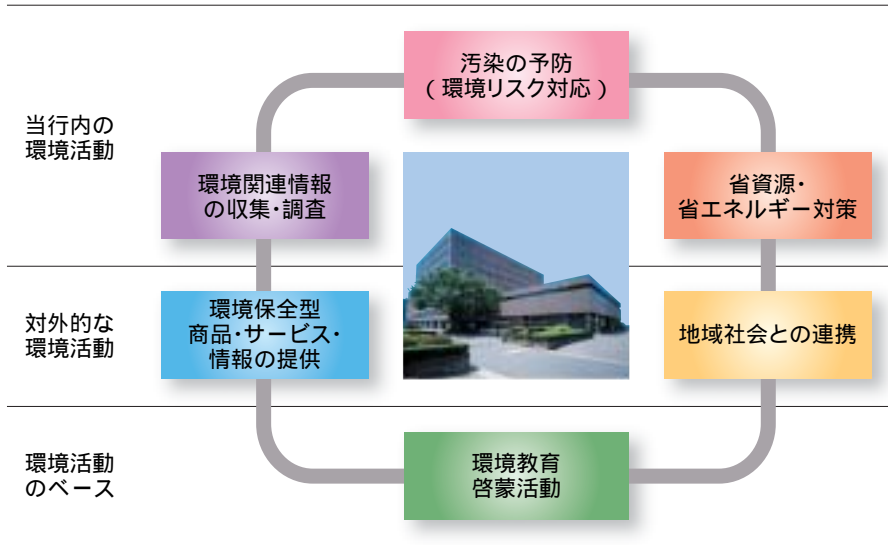 汚染の予防
(環境リスク対応)
当行内の
環境活動
環境関連情報
の収集・調査
省資源・
省エネルギー対策
対外的な
環境活動
環境保全型
商品・サービス・
情報の提供
地域社会との連携
環境活動
のベース
環境教育
啓蒙活動